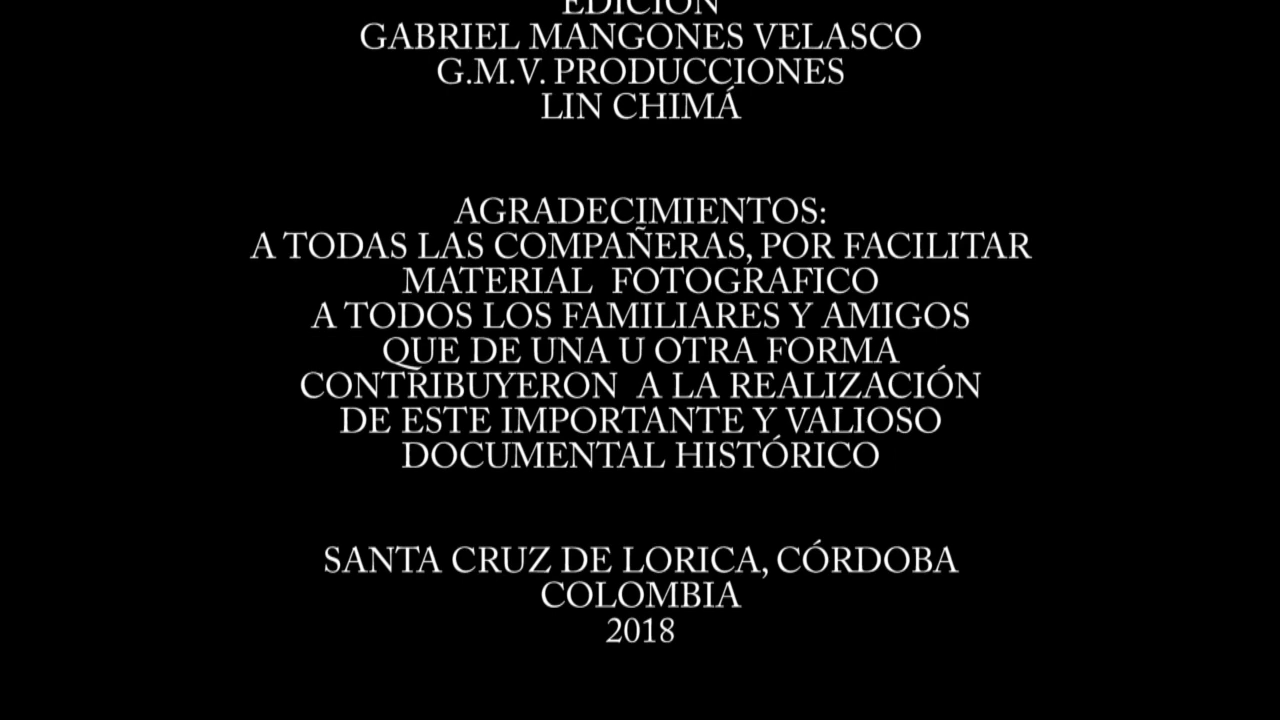 EDICIÓN
GABRIEL MANGONES VELASCO
G.M.V. PRODUCCIONES
LIN CHIMÁ
AGRADECIMIENTOS:
A TODAS LAS COMPAÑERAS, POR FACILITAR
MATERIAL FOTOGRAFICO
A TODOS LOS FAMILIARES Y AMIGOS
QUE DE UNA U OTRA FORMA
CONTRIBUYERON A LA REALIZACIÓN
DE ESTE IMPORTANTE Y VALIOSO
DOCUMENTAL HISTÓRICO
SANTA CRUZ DE LORICA, CÓRDOBA
COLOMBIA
2018